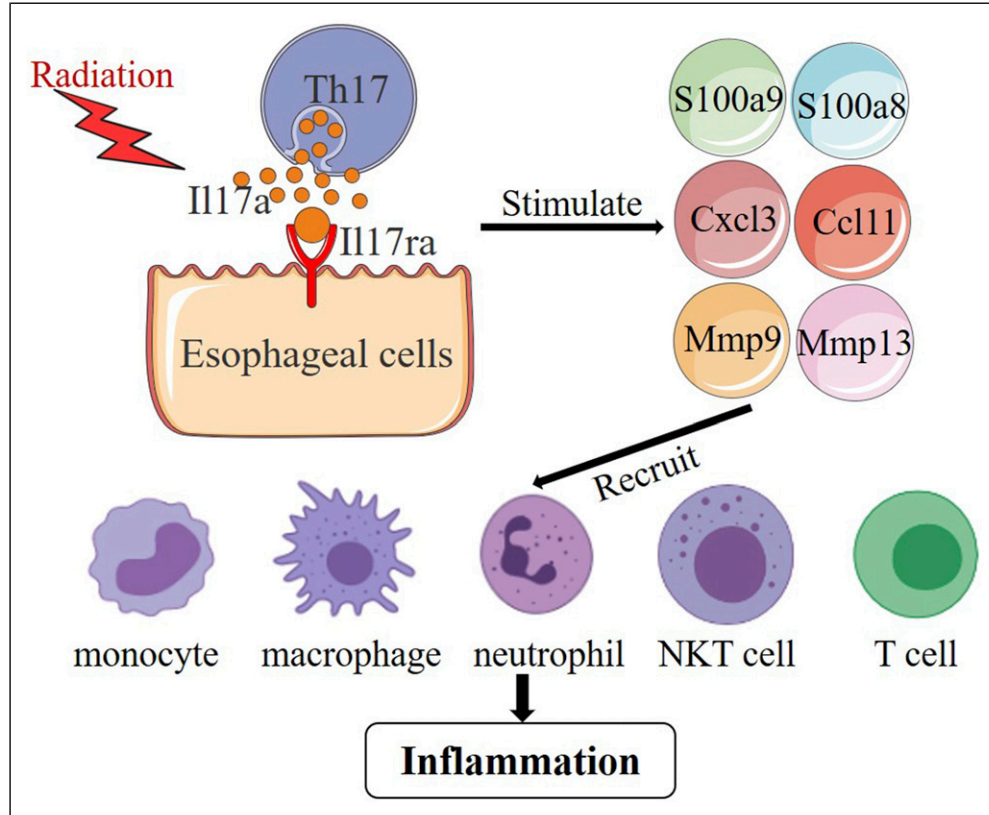 Radiation
Th17
Il17a
Il17ra
Esophageal cells
Stimulate
S100a9
S100a8
Cxcl3
Ccl11
Mmp9
Mmp13
Recruit
monocyte
macrophage
neutrophil
NKT cell
T cell
Inflammation